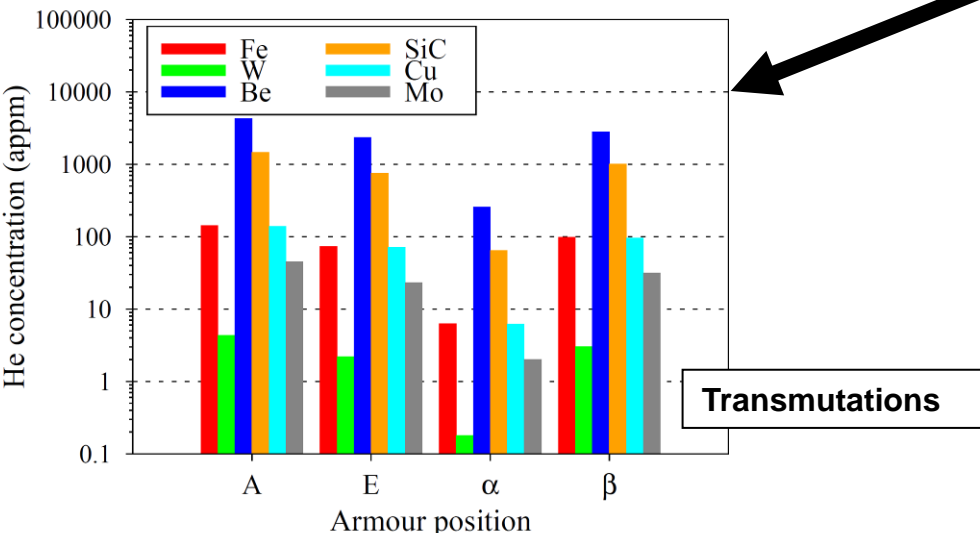 He concentration (appm)
100000
10000
1000
100
10
1
0.1
Fe
W
Be
SiC
Cu
Mo
A E α β
Armour position
Transmutations